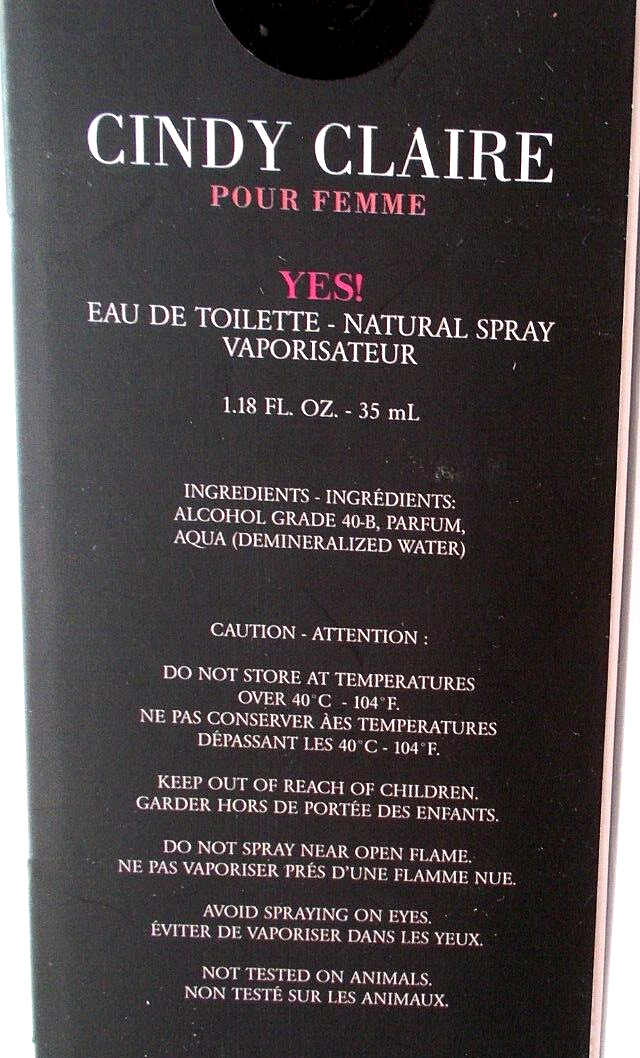 CINDY CLAIRE
POUR FEMME
YES!
EAU DE TOILETTE - NATURAL SPRAY
VAPORISATEUR
1.18 FL. OZ. - 35 mL
INGREDIENTS - INGRÉDIENTS:
ALCOHOL GRADE 40-B, PARFUM,
AQUA (DEMINERALIZED WATER)
CAUTION - ATTENTION :
DO NOT STORE AT TEMPERATURES
OVER 40°C - 104°F.
NE PAS CONSERVER ÀES TEMPERATURES
DÉPASSANT LES 40°C - 104°F.
KEEP OUT OF REACH OF CHILDREN.
GARDER HORS DE PORTÉE DES ENFANTS.
DO NOT SPRAY NEAR OPEN FLAME.
NE PAS VAPORISER PRÉS D'UNE FLAMME NUE.
AVOID SPRAYING ON EYES.
ÉVITER DE VAPORISER DANS LES YEUX.
NOT TESTED ON ANIMALS.
NON TESTÉ SUR LES ANIMAUX.